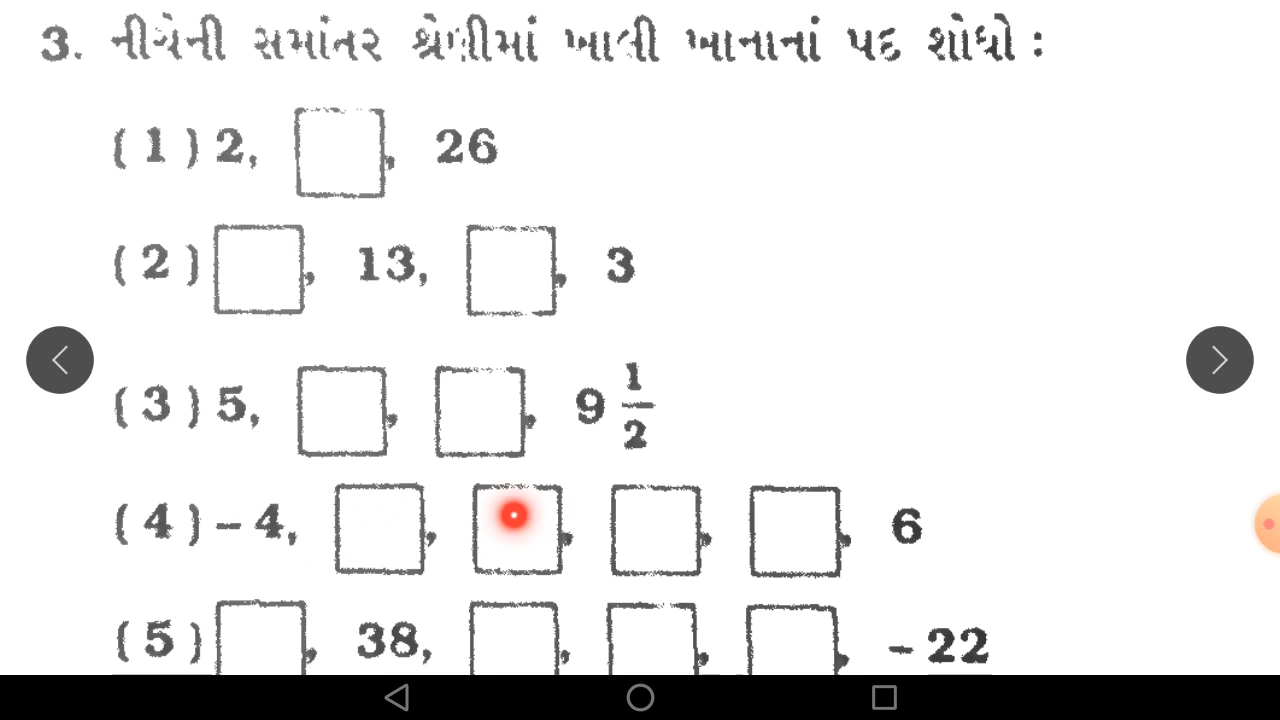 3. નીચેની સમાંતર શ્રેણીમાં ખાલી ખાનાનાં પદ શોધો :
( 1 ) 2, □, 26
( 2 ) □, 13, □, 3
( 3 ) 5, □, □, 9 1/2
( 4 ) – 4, □, □, □, □, 6
( 5 ) □, 38, □, □, □, – 22